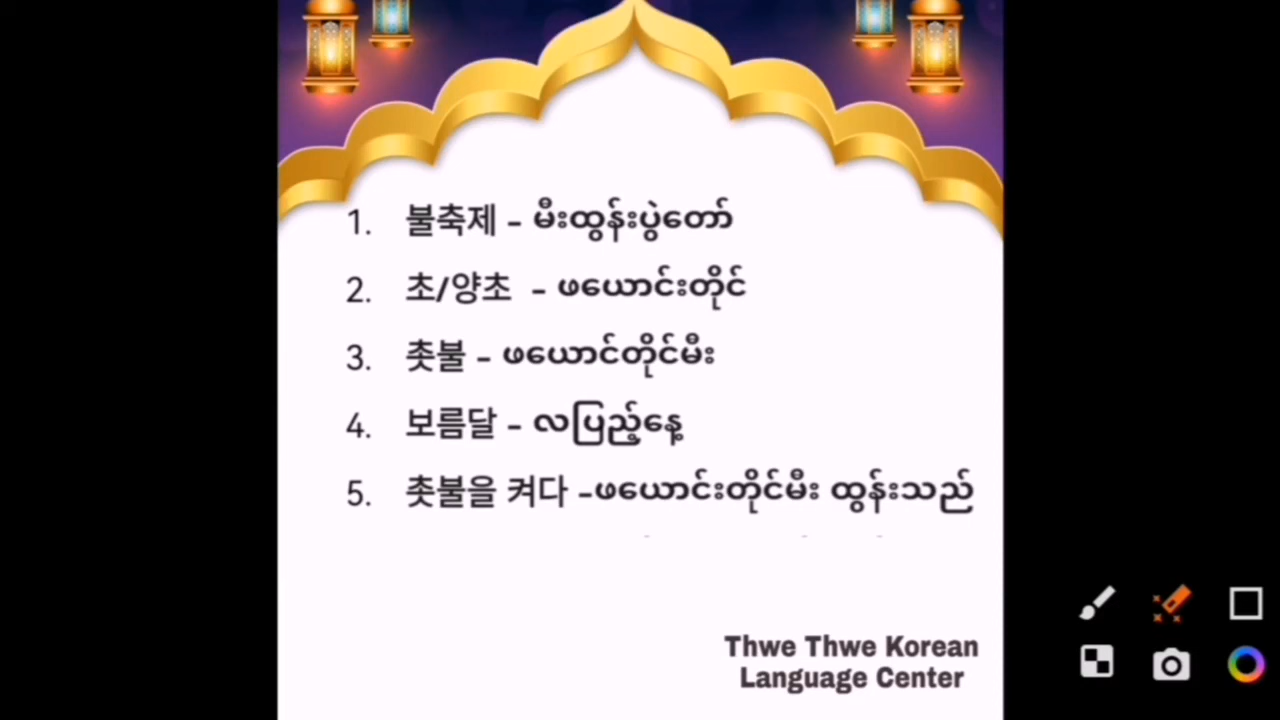 1. 불축제 - မီးထွန်းပွဲတော်
2. 초/양초 - ဖယောင်းတိုင်
3. 촛불 - ဖယောင်တိုင်မီး
4. 보름달 - လပြည့်နေ့
5. 촛불을 켜다 -ဖယောင်းတိုင်မီး ထွန်းသည်
Thwe Thwe Korean
Language Center